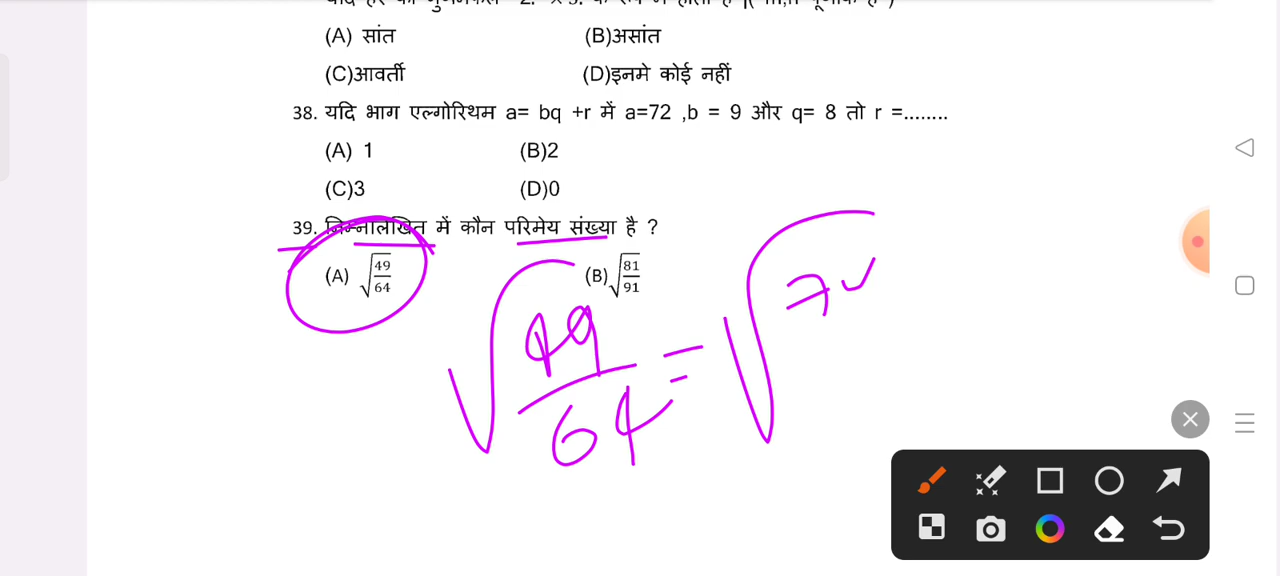 (A) सांत (B)असांत
(C)आवर्ती (D)इनमे कोई नहीं
38. यदि भाग एल्गोरिथम a= bq +r में a=72 ,b = 9 और q= 8 तो r =........
(A) 1 (B)2
(C)3 (D)0
39. निम्नलिखित में कौन परिमेय संख्या है ?
(A) √49/64 (B)√81/91
√49/64 = √7